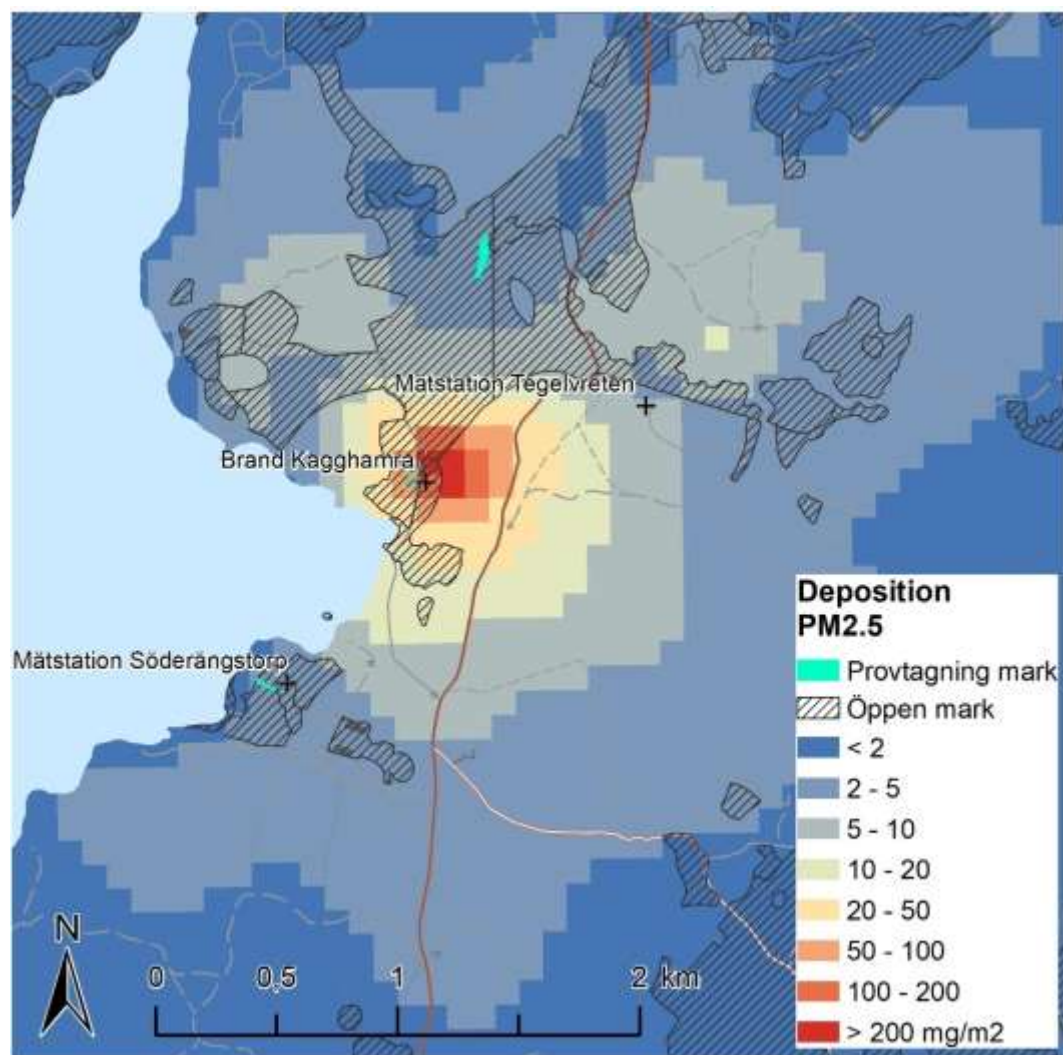 Mätstation Tegelvreten
Brand Kagghamra
Mätstation Söderängstorp
Deposition
PM2.5
Provtagning mark
Öppen mark
< 2
2 - 5
5 - 10
10 - 20
20 - 50
50 - 100
100 - 200
> 200 mg/m2
N
0 0,5 1 2 km